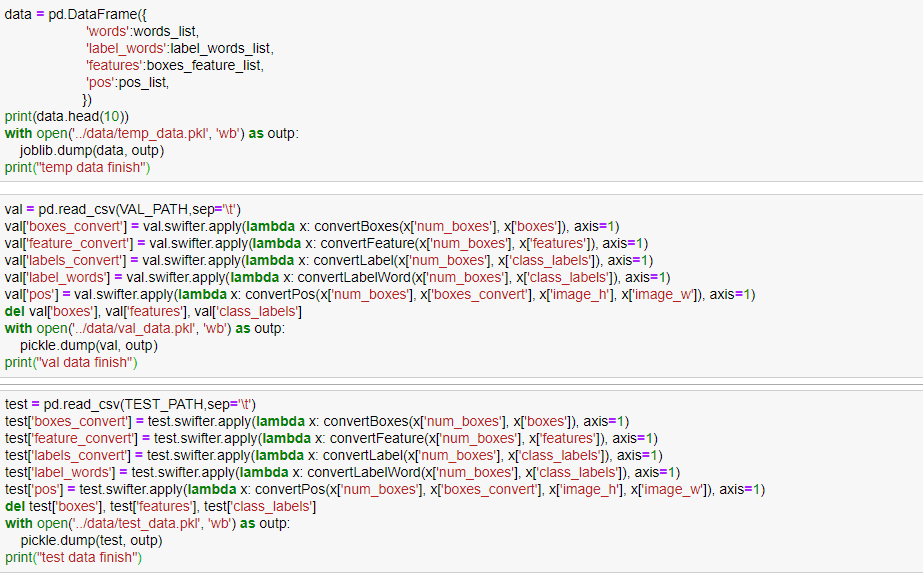 data = pd.DataFrame({
'words':words_list,
'label_words':label_words_list,
'features':boxes_feature_list,
'pos':pos_list,
})
print(data.head(10))
with open('../data/temp_data.pkl', 'wb') as outp:
joblib.dump(data, outp)
print("temp data finish")
val = pd.read_csv(VAL_PATH,sep='\t')
val['boxes_convert'] = val.swifter.apply(lambda x: convertBoxes(x['num_boxes'], x['boxes']), axis=1)
val['feature_convert'] = val.swifter.apply(lambda x: convertFeature(x['num_boxes'], x['features']), axis=1)
val['labels_convert'] = val.swifter.apply(lambda x: convertLabel(x['num_boxes'], x['class_labels']), axis=1)
val['label_words'] = val.swifter.apply(lambda x: convertLabelWord(x['num_boxes'], x['class_labels']), axis=1)
val['pos'] = val.swifter.apply(lambda x: convertPos(x['num_boxes'], x['boxes_convert'], x['image_h'], x['image_w']), axis=1)
del val['boxes'], val['features'], val['class_labels']
with open('../data/val_data.pkl', 'wb') as outp:
pickle.dump(val, outp)
print("val data finish")
test = pd.read_csv(TEST_PATH,sep='\t')
test['boxes_convert'] = test.swifter.apply(lambda x: convertBoxes(x['num_boxes'], x['boxes']), axis=1)
test['feature_convert'] = test.swifter.apply(lambda x: convertFeature(x['num_boxes'], x['features']), axis=1)
test['labels_convert'] = test.swifter.apply(lambda x: convertLabel(x['num_boxes'], x['class_labels']), axis=1)
test['label_words'] = test.swifter.apply(lambda x: convertLabelWord(x['num_boxes'], x['class_labels']), axis=1)
test['pos'] = test.swifter.apply(lambda x: convertPos(x['num_boxes'], x['boxes_convert'], x['image_h'], x['image_w']), axis=1)
del test['boxes'], test['features'], test['class_labels']
with open('../data/test_data.pkl', 'wb') as outp:
pickle.dump(test, outp)
print("test data finish")